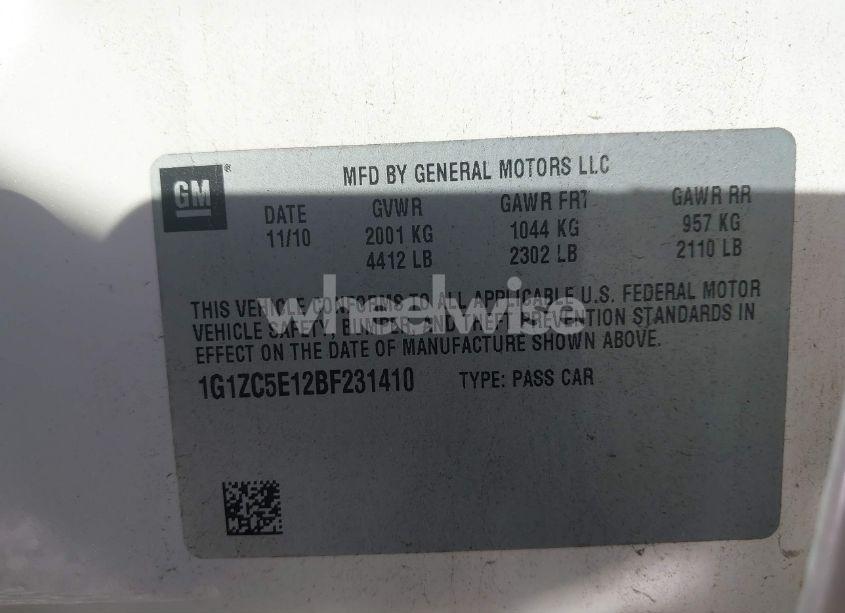 GM ®
MFD BY GENERAL MOTORS LLC
DATE GVWR GAWR FRT GAWR RR
11/10 2001 KG 1044 KG 957 KG
4412 LB 2302 LB 2110 LB
THIS VEHICLE CONFORMS TO ALL APPLICABLE U.S. FEDERAL MOTOR
VEHICLE SAFETY, BUMPER, AND THEFT PREVENTION STANDARDS IN
EFFECT ON THE DATE OF MANUFACTURE SHOWN ABOVE.
wheelwise
1G1ZC5E12BF231410 TYPE: PASS CAR